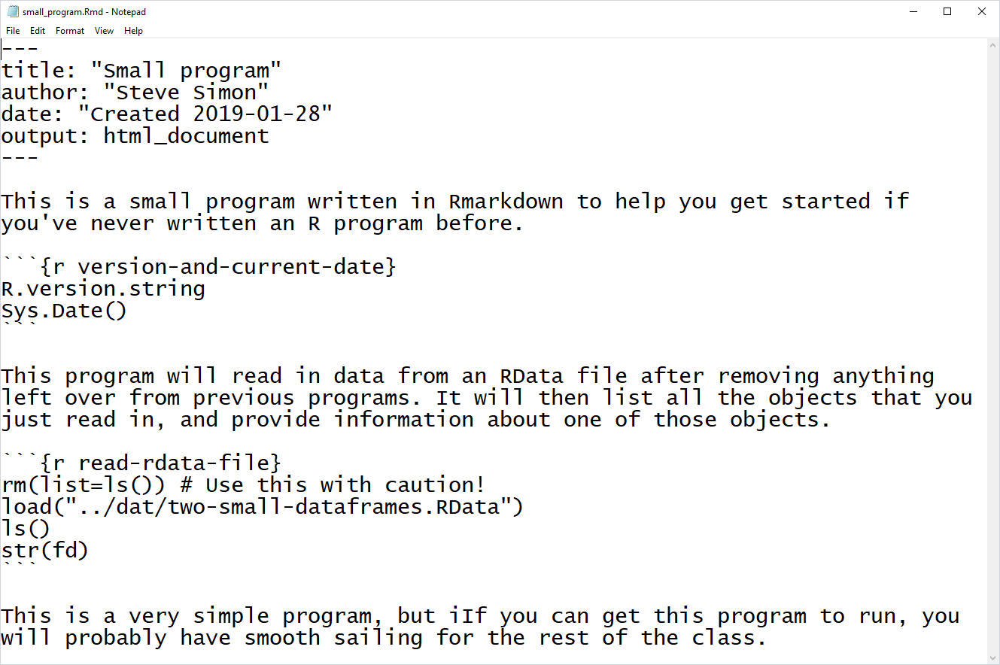 small_program.Rmd - Notepad
File Edit Format View Help
---
title: "Small program"
author: "Steve Simon"
date: "Created 2019-01-28"
output: html_document
---
This is a small program written in Rmarkdown to help you get started if
you've never written an R program before.
```{r version-and-current-date}
R.version.string
Sys.Date()
```
This program will read in data from an RData file after removing anything
left over from previous programs. It will then list all the objects that you
just read in, and provide information about one of those objects.
```{r read-rdata-file}
rm(list=ls()) # Use this with caution!
load("../dat/two-small-dataframes.RData")
ls()
str(fd)
```
This is a very simple program, but iIf you can get this program to run, you
will probably have smooth sailing for the rest of the class.